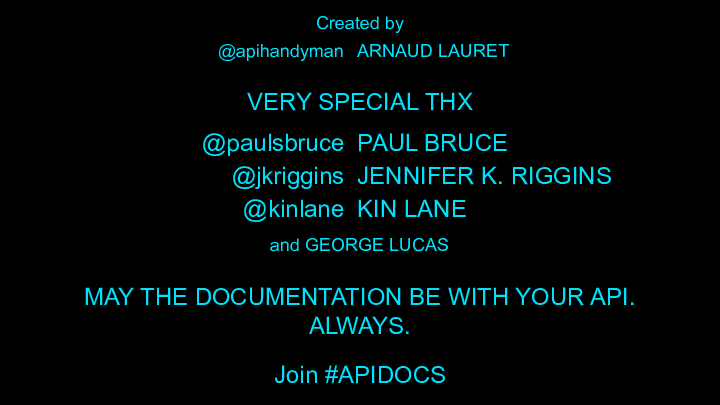 Created by
@apihandyman ARNAUD LAURET
VERY SPECIAL THX
@paulsbruce PAUL BRUCE
@jkriggins JENNIFER K. RIGGINS
@kinlane KIN LANE
and GEORGE LUCAS
MAY THE DOCUMENTATION BE WITH YOUR API.
ALWAYS.
Join #APIDOCS